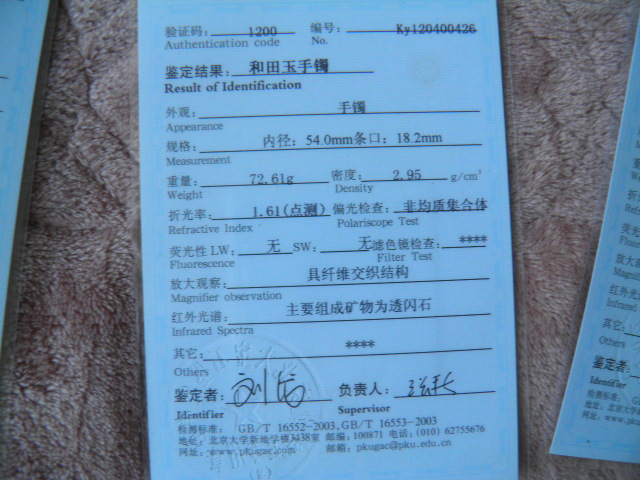 验证码: 1200 编号: Ky120400426
Authentication code No.
鉴定结果: 和田玉手镯
Result of Identification
外观: 手镯
Appearance
规格: 内径: 54.0mm条口: 18.2mm
Measurement
重量: 72.61g 密度: 2.95 g/cm³
Weight Density
折光率: 1.61(点测) 偏光检查: 非均质集合体
Refractive Index Polariscope Test
荧光性 LW: 无 SW: 无 滤色镜检查: ****
Fluorescence Filter Test
放大观察: 具纤维交织结构
Magnifier observation
红外光谱: 主要组成矿物为透闪石
Infrared Spectra
其它: ****
Others
鉴定者: 负责人:
Identifier Supervisor
检测标准: GB/T 16552-2003, GB/T 16553-2003
地址: 北京大学新地学楼3438室 邮编: 100871 电话: (010) 62755676
网址: www.pkugac.com 邮箱: pkugac@pku.edu.cn